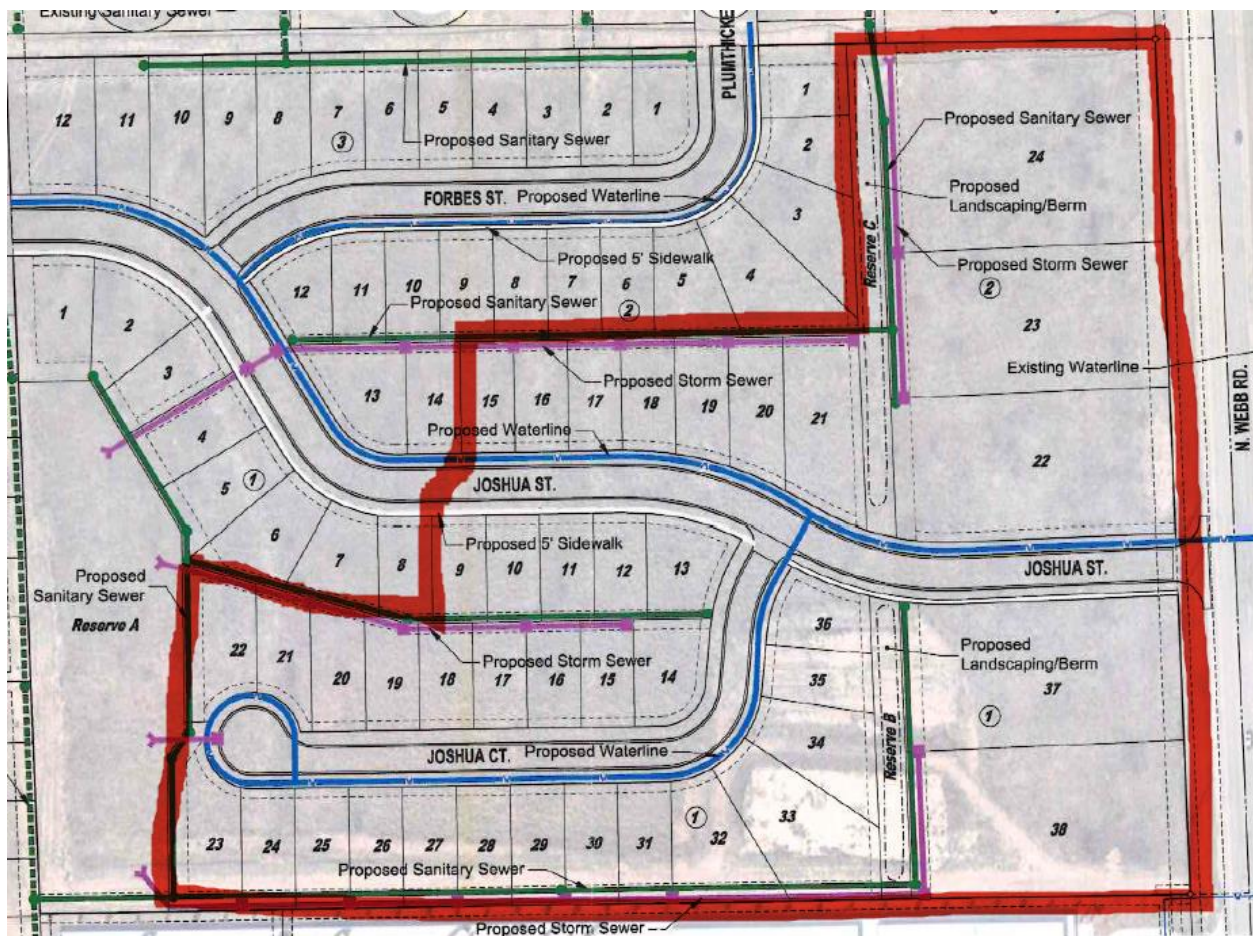 Existing Sanitary Sewer
PLUMTHICKE
12 11 10 9 8 7 6 5 4 3 2 1
3
Proposed Sanitary Sewer
1
2
3
FORBES ST.
Proposed Waterline
Proposed 5' Sidewalk
12 11 10 9 8 7 6 5 4
2
Proposed Sanitary Sewer
Proposed Sanitary Sewer
24
Proposed
Landscaping/Berm
Reserve C
Proposed Storm Sewer
2
23
Existing Waterline
N. WEBB RD.
22
1
2
3
4
5
1
6
7
8
13 14 15 16 17 18 19 20 21
Proposed Storm Sewer
Proposed Waterline
JOSHUA ST.
Proposed 5' Sidewalk
9 10 11 12 13
JOSHUA ST.
Proposed
Sanitary Sewer
Reserve A
22 21 20 19 18 17 16 15 14
Proposed Storm Sewer
36
35
34
33
Proposed
Landscaping/Berm
37
1
Reserve B
38
JOSHUA CT.
Proposed Waterline
23 24 25 26 27 28 29 30 31 32
1
Proposed Sanitary Sewer
Proposed Storm Sewer